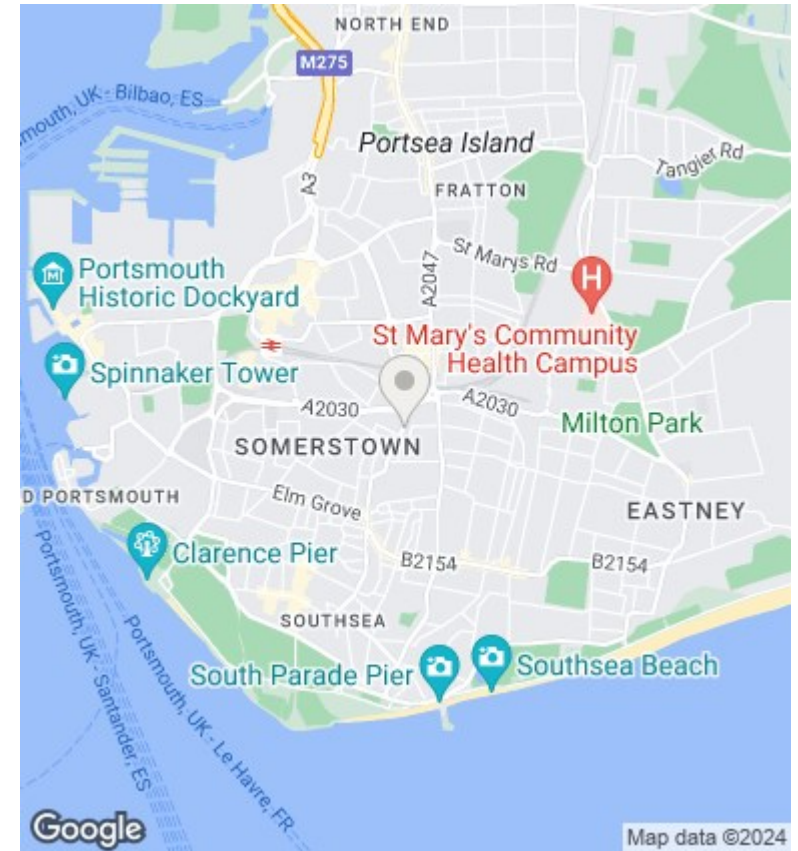 NORTH END
M275
mouth, UK - Bilbao, ES
Portsea Island
Tangier Rd
A3
FRATTON
St Marys Rd
A2047
H
Portsmouth
Historic Dockyard
St Mary's Community
Health Campus
Spinnaker Tower
A2030
A2030
Milton Park
SOMERSTOWN
D PORTSMOUTH
Elm Grove
EASTNEY
Clarence Pier
B2154
B2154
SOUTHSEA
South Parade Pier
Southsea Beach
Portsmouth, UK - Santander, ES
Portsmouth, UK - Le Havre, FR
Google
Map data ©2024